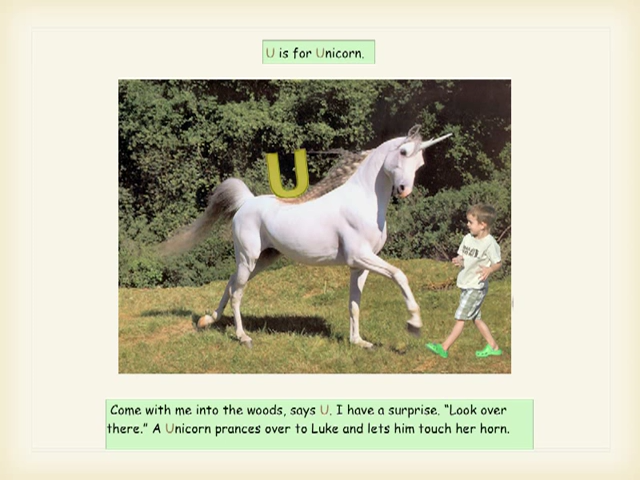 U is for Unicorn.
U
Come with me into the woods, says U. I have a surprise. "Look over
there." A Unicorn prances over to Luke and lets him touch her horn.